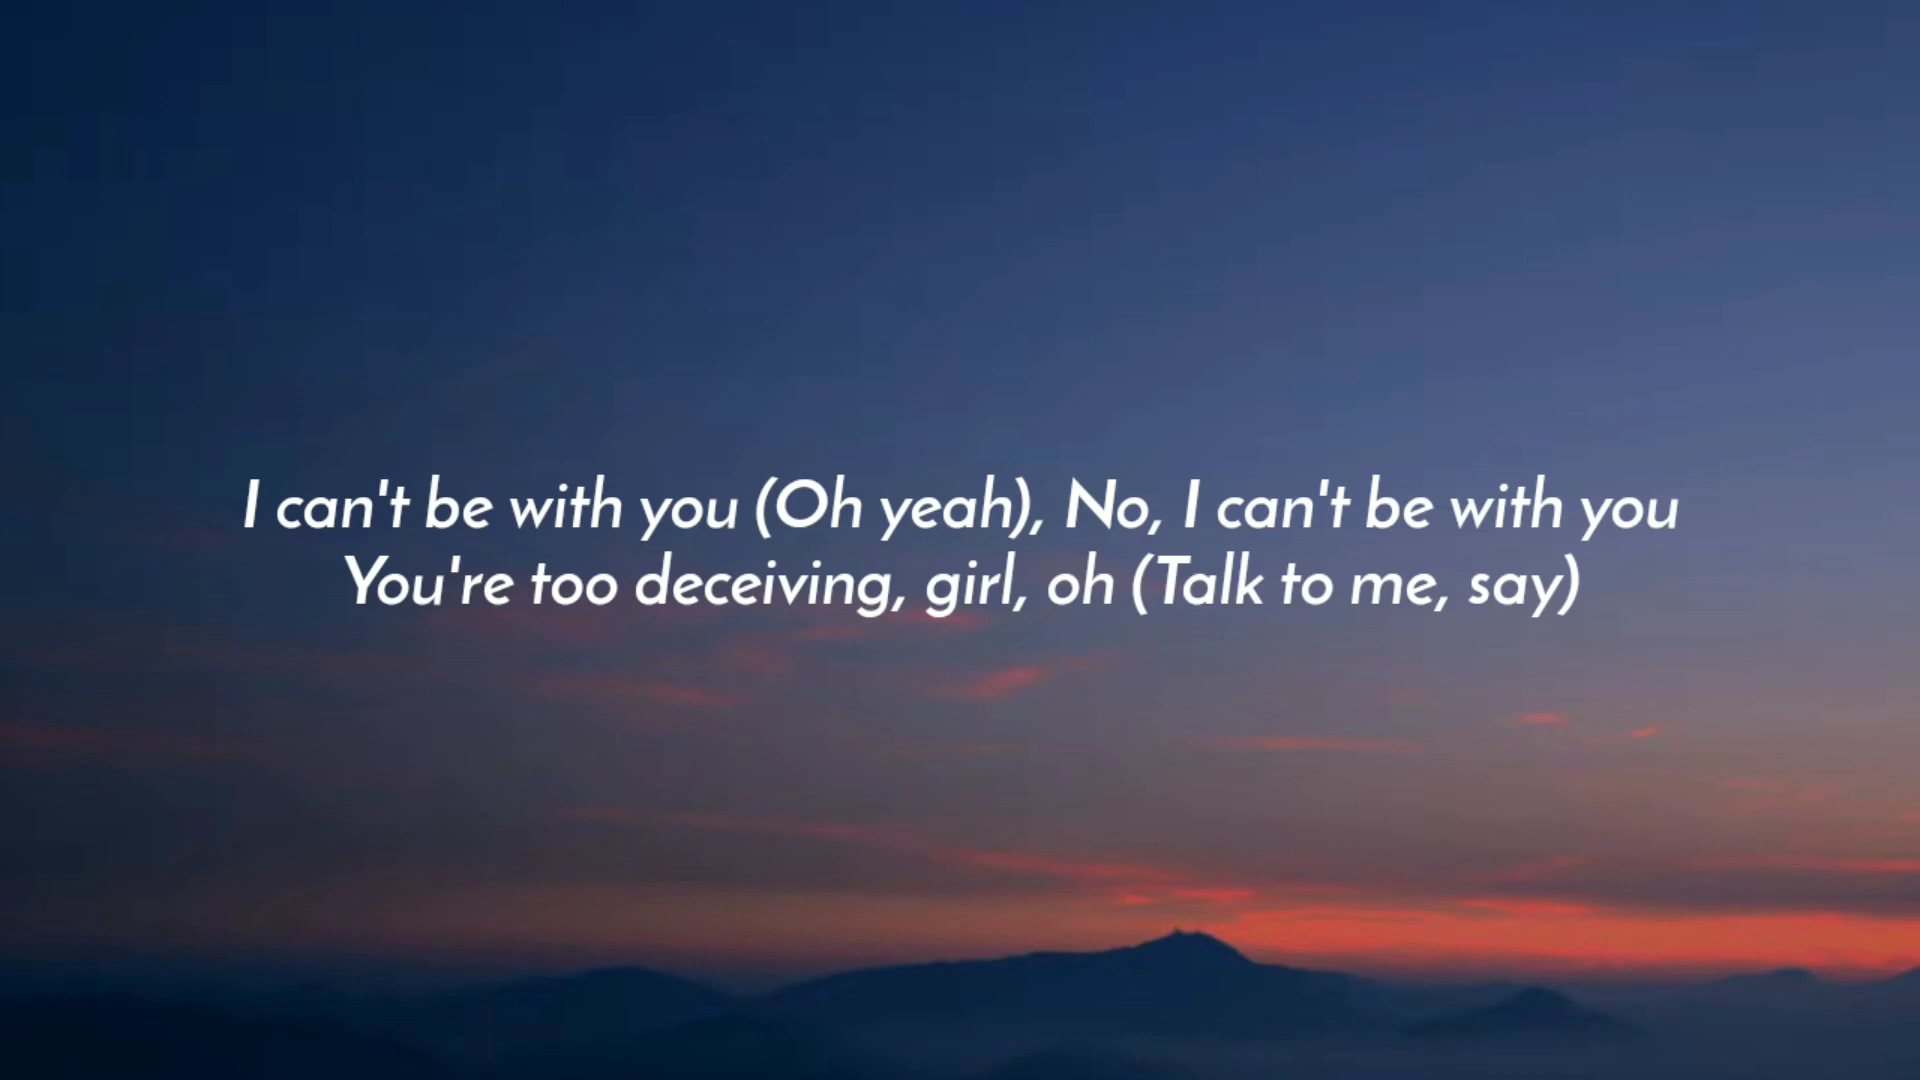 I can't be with you (Oh yeah), No, I can't be with you
You're too deceiving, girl, oh (Talk to me, say)